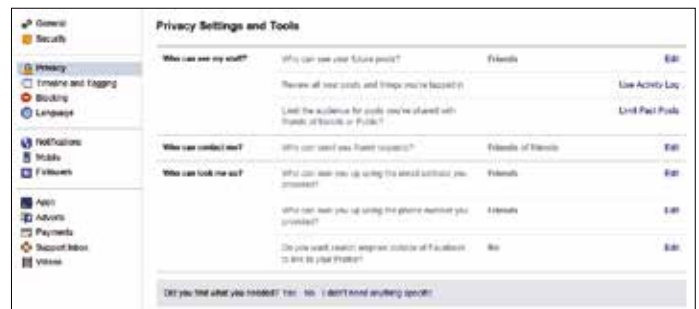 General
Security
Privacy
Timeline and Tagging
Blocking
Language
Notifications
Mobile
Followers
Apps
Adverts
Payments
Support Inbox
Videos
Privacy Settings and Tools
Who can see my stuff?
Who can see your future posts?
Friends
Edit
Review all your posts and things you're tagged in
Use Activity Log
Limit the audience for posts you've shared with
friends of friends or Public?
Limit Past Posts
Who can contact me?
Who can send you friend requests?
Friends of friends
Edit
Who can look me up?
Who can look you up using the email address you
provided?
Friends
Edit
Who can look you up using the phone number you
provided?
Friends
Edit
Do you want search engines outside of Facebook
to link to your Profile?
No
Edit
Did you find what you needed? Yes No I didn't need anything specific